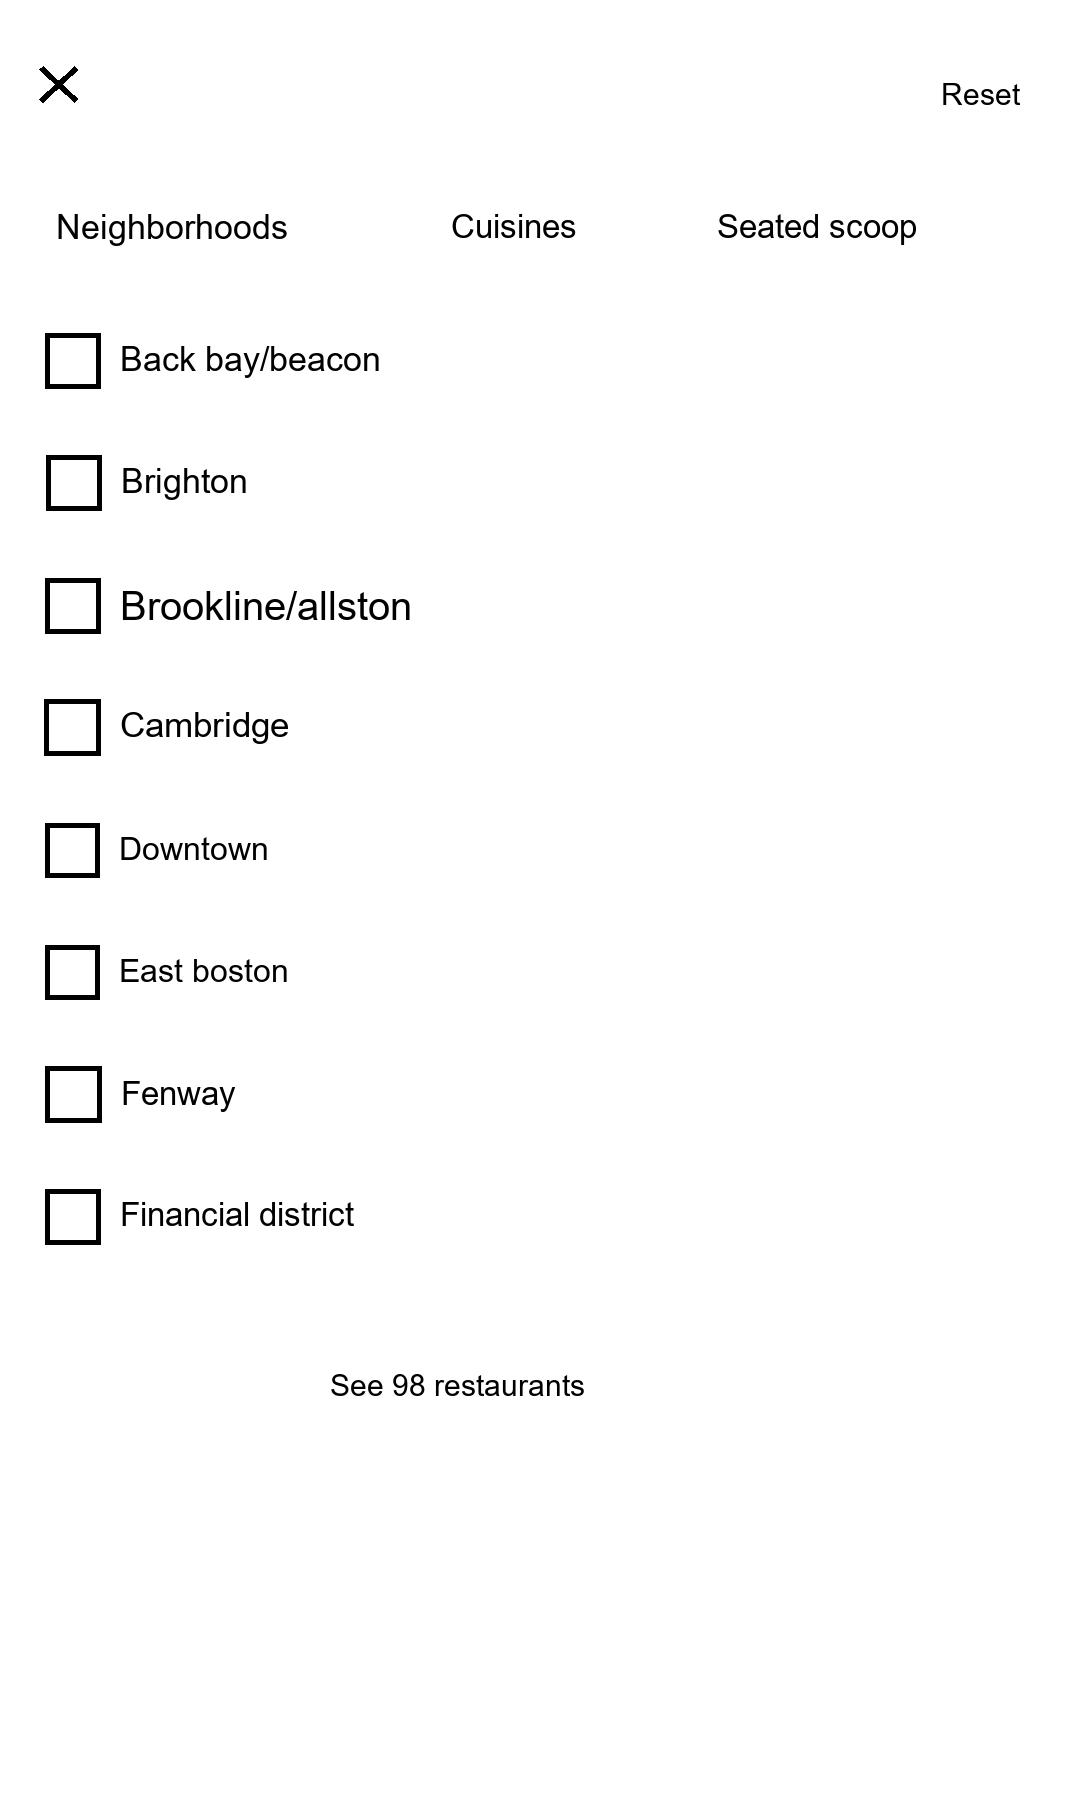 Reset
Neighborhoods Cuisines Seated scoop
Back bay/beacon
Brighton
Brookline/allston
Cambridge
Downtown
East boston
Fenway
Financial district
See 98 restaurants